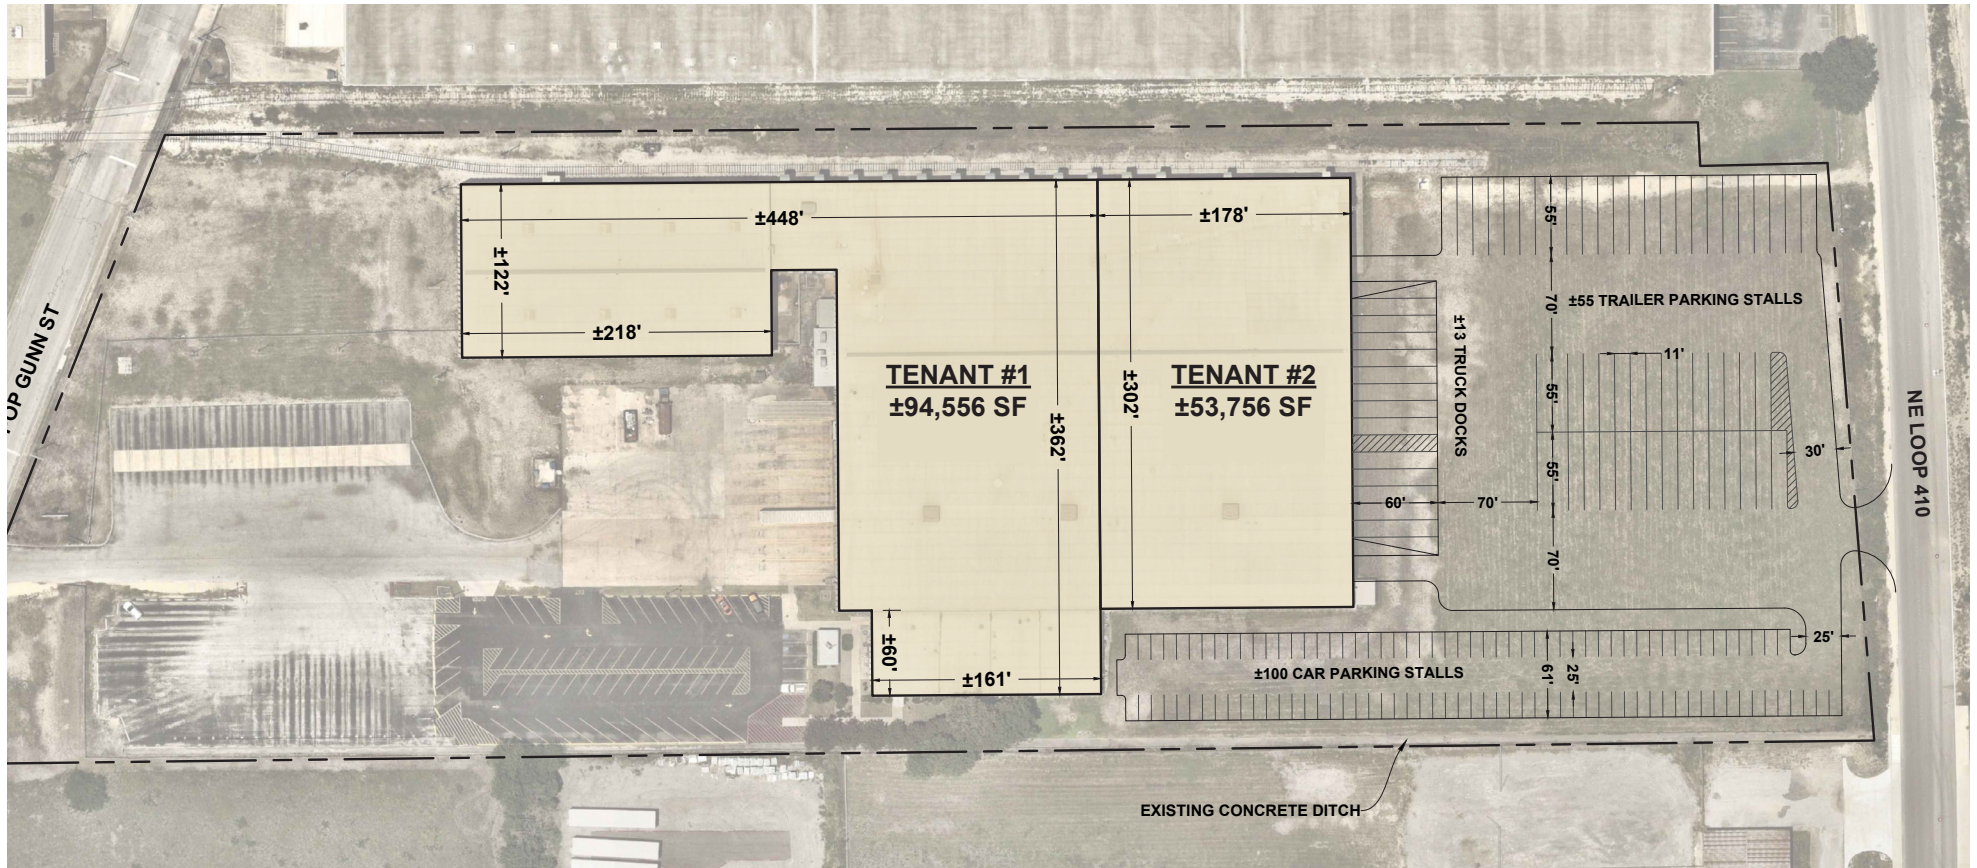 ±448'
±178'
±122'
±218'
55'
70'
±55 TRAILER PARKING STALLS
±13 TRUCK DOCKS
11'
55'
TENANT #1
±94,556 SF
TENANT #2
±53,756 SF
±302'
±362'
OP GUNN ST
NE LOOP 410
30'
55'
60'
70'
70'
±60'
±161'
±100 CAR PARKING STALLS
25'
61'
25'
EXISTING CONCRETE DITCH